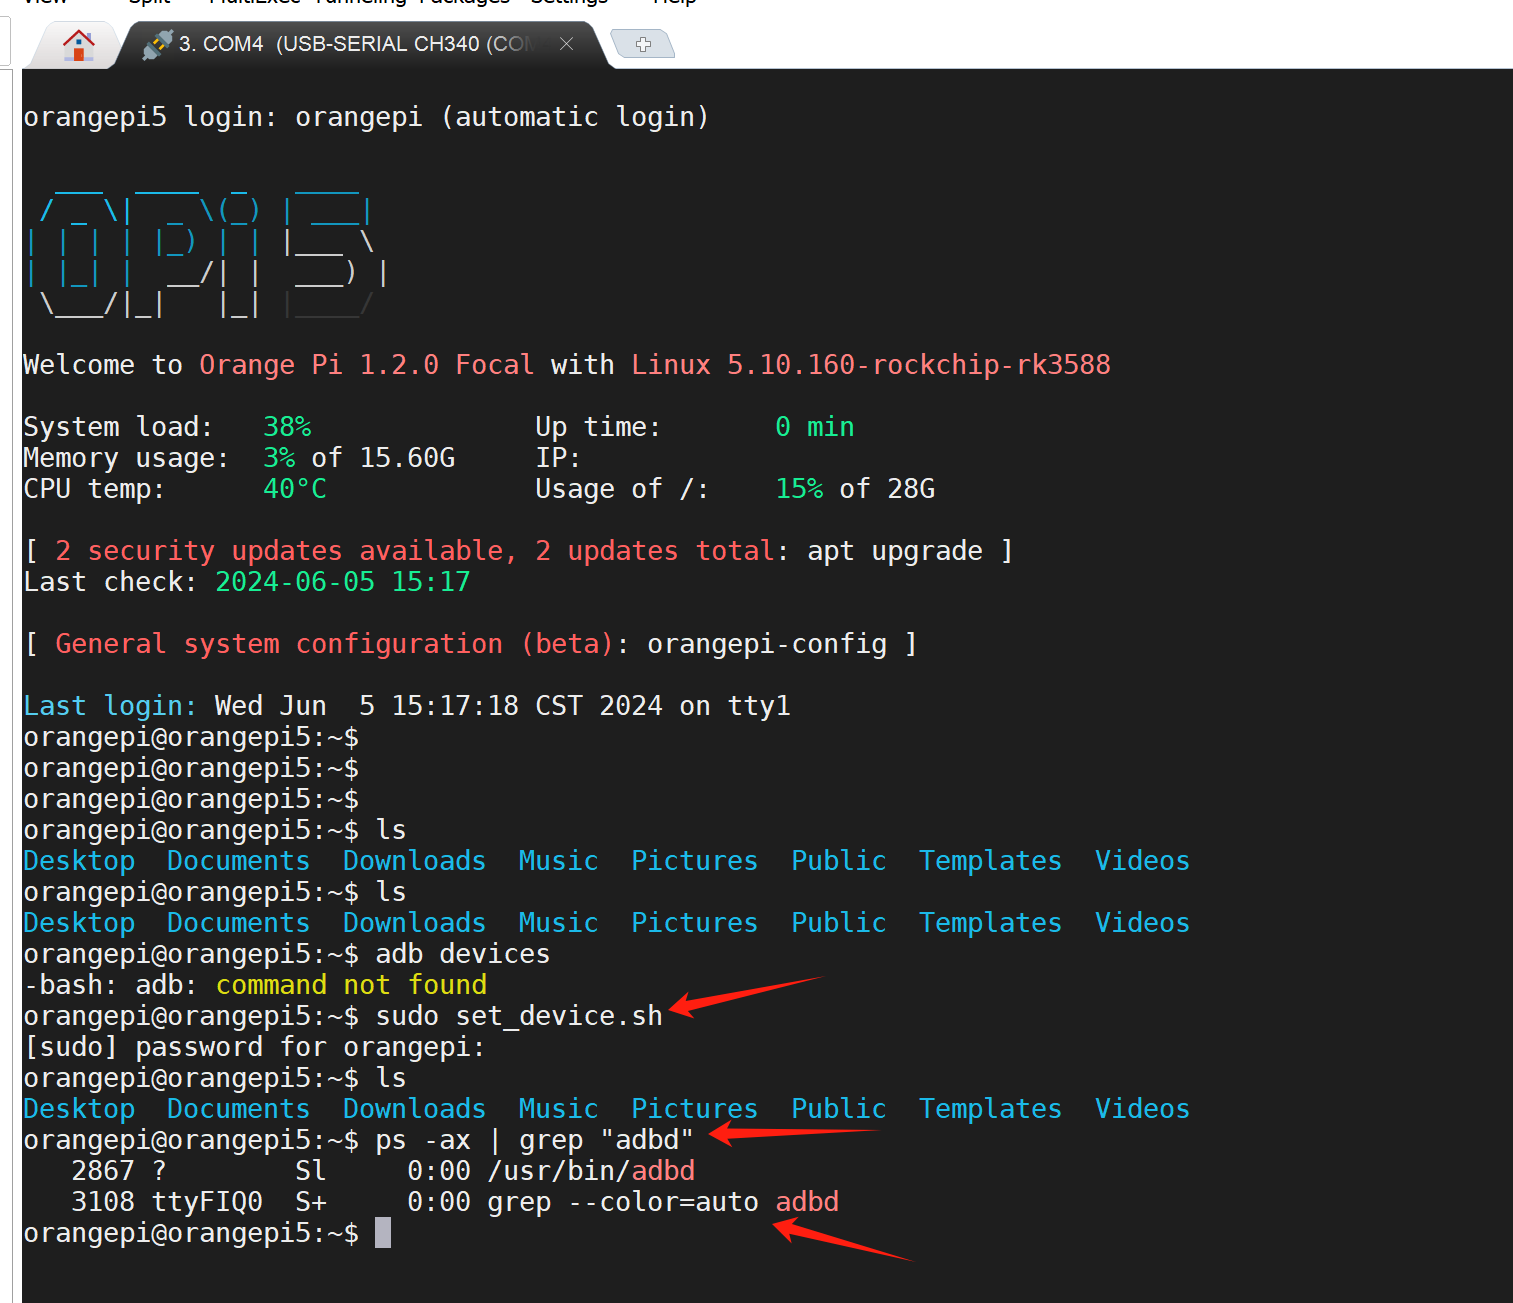 View Split MultiExec Tunneling Packages Settings Help
3. COM4 (USB-SERIAL CH340 (COM
orangepi5 login: orangepi (automatic login)
  ___  ____  _   ____
 / _ \|  _ \(_) | ___|
| | | | |_) | | |___ \
| |_| |  __/| |  ___) |
 \___/|_|   |_| |____/
Welcome to Orange Pi 1.2.0 Focal with Linux 5.10.160-rockchip-rk3588
System load:   38%              Up time:       0 min
Memory usage:  3% of 15.60G     IP:
CPU temp:      40°C             Usage of /:    15% of 28G
[ 2 security updates available, 2 updates total: apt upgrade ]
Last check: 2024-06-05 15:17
[ General system configuration (beta): orangepi-config ]
Last login: Wed Jun  5 15:17:18 CST 2024 on tty1
orangepi@orangepi5:~$
orangepi@orangepi5:~$
orangepi@orangepi5:~$
orangepi@orangepi5:~$ ls
Desktop  Documents  Downloads  Music  Pictures  Public  Templates  Videos
orangepi@orangepi5:~$ ls
Desktop  Documents  Downloads  Music  Pictures  Public  Templates  Videos
orangepi@orangepi5:~$ adb devices
-bash: adb: command not found
orangepi@orangepi5:~$ sudo set_device.sh
[sudo] password for orangepi:
orangepi@orangepi5:~$ ls
Desktop  Documents  Downloads  Music  Pictures  Public  Templates  Videos
orangepi@orangepi5:~$ ps -ax | grep "adbd"
   2867 ?        Sl     0:00 /usr/bin/adbd
   3108 ttyFIQ0  S+     0:00 grep --color=auto adbd
orangepi@orangepi5:~$